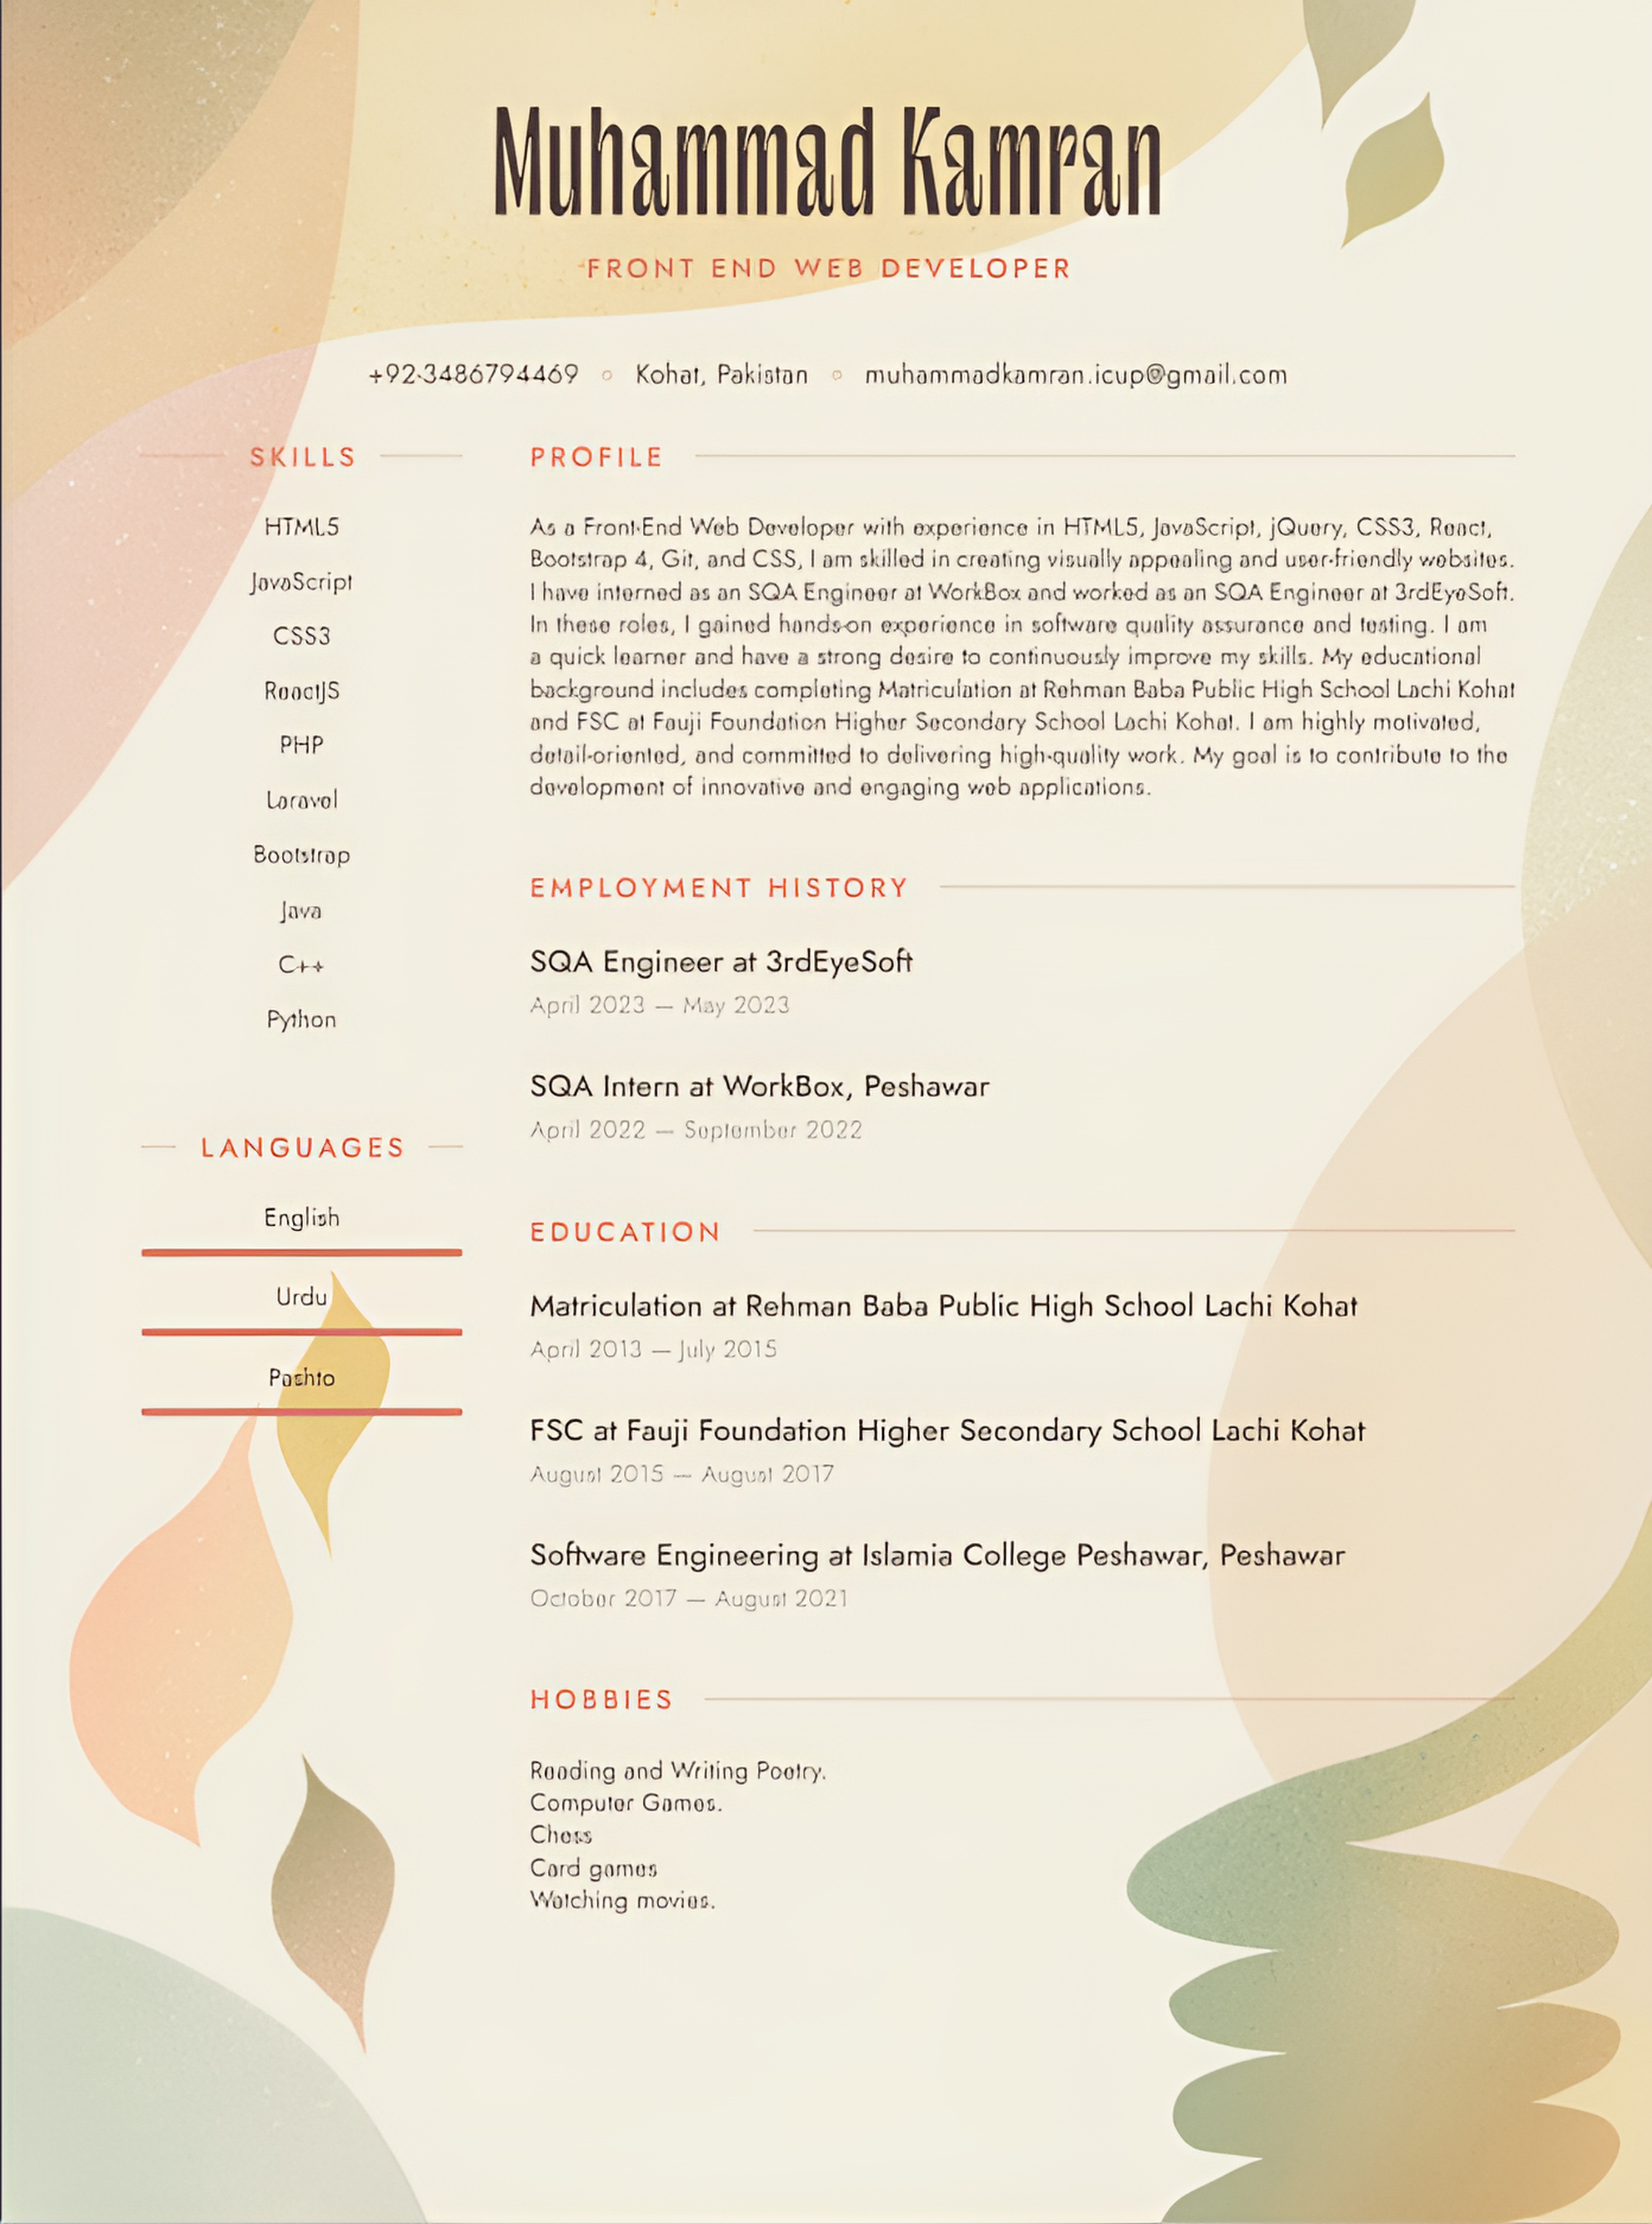 Muhammad Kamran
FRONT END WEB DEVELOPER
+92-3486794469 ○ Kohat, Pakistan ○ muhammadkamran.icup@gmail.com
SKILLS
HTML5
JavaScript
CSS3
ReactJS
PHP
Laravel
Bootstrap
Java
C++
Python
LANGUAGES
English
Urdu
Pashto
PROFILE
As a Front-End Web Developer with experience in HTML5, JavaScript, jQuery, CSS3, React,
Bootstrap 4, Git, and CSS, I am skilled in creating visually appealing and user-friendly websites.
I have interned as an SQA Engineer at WorkBox and worked as an SQA Engineer at 3rdEyeSoft.
In these roles, I gained hands-on experience in software quality assurance and testing. I am
a quick learner and have a strong desire to continuously improve my skills. My educational
background includes completing Matriculation at Rehman Baba Public High School Lachi Kohat
and FSC at Fauji Foundation Higher Secondary School Lachi Kohat. I am highly motivated,
detail-oriented, and committed to delivering high-quality work. My goal is to contribute to the
development of innovative and engaging web applications.
EMPLOYMENT HISTORY
SQA Engineer at 3rdEyeSoft
April 2023 — May 2023
SQA Intern at WorkBox, Peshawar
April 2022 — September 2022
EDUCATION
Matriculation at Rehman Baba Public High School Lachi Kohat
April 2013 — July 2015
FSC at Fauji Foundation Higher Secondary School Lachi Kohat
August 2015 — August 2017
Software Engineering at Islamia College Peshawar, Peshawar
October 2017 — August 2021
HOBBIES
Reading and Writing Poetry.
Computer Games.
Chess
Card games
Watching movies.